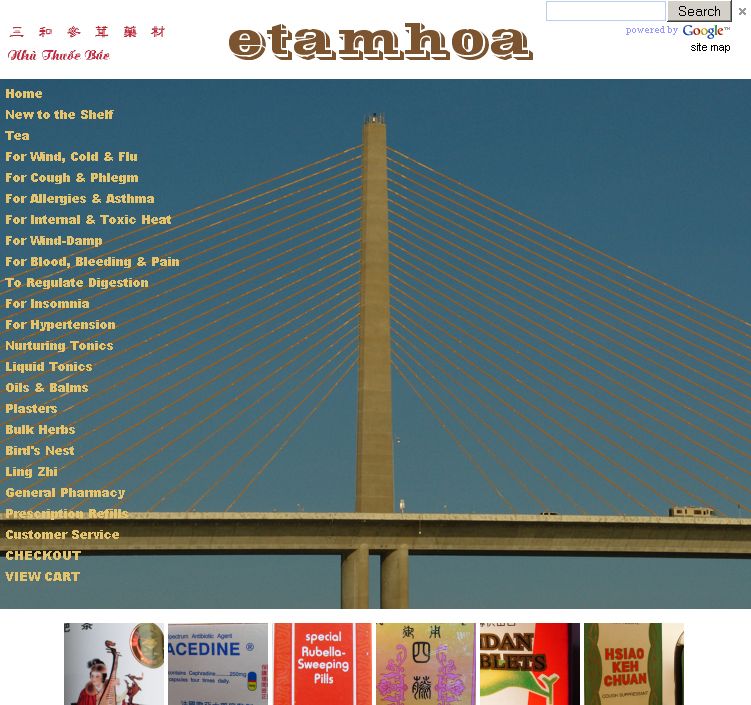 三 和 參 茸 藥 材
Nhà Thuốc Bắc
etamhoa
Search
powered by Google™
site map
Home
New to the Shelf
Tea
For Wind, Cold & Flu
For Cough & Phlegm
For Allergies & Asthma
For Internal & Toxic Heat
For Wind-Damp
For Blood, Bleeding & Pain
To Regulate Digestion
For Insomnia
For Hypertension
Nurturing Tonics
Liquid Tonics
Oils & Balms
Plasters
Bulk Herbs
Bird's Nest
Ling Zhi
General Pharmacy
Prescription Refills
Customer Service
CHECKOUT
VIEW CART
茶
Spectrum Antibiotic Agent
ACEDINE ®
contains Cephradine......250mg
capsules four times daily.
special
Rubella-
Sweeping
Pills
四
DAN
BLETS
HSIAO
KEH
CHUAN
COUGH SUPPRESSANT